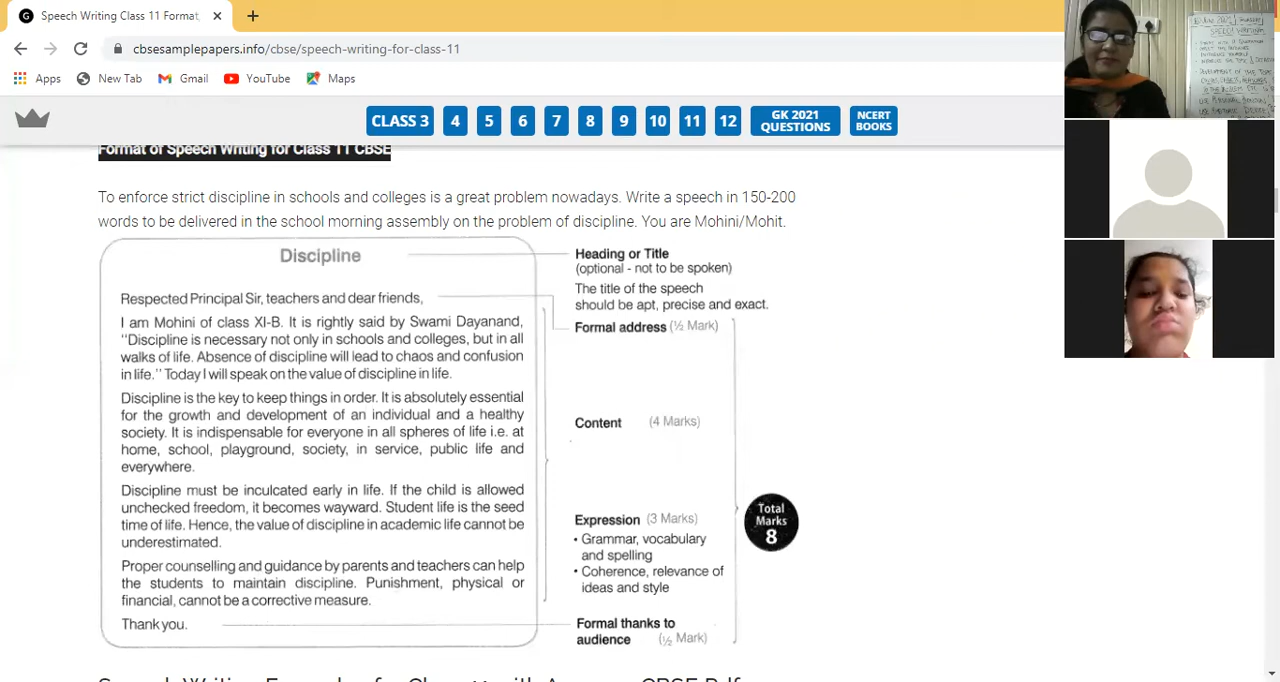 Speech Writing Class 11 Format
cbsesamplepapers.info/cbse/speech-writing-for-class-11
Apps New Tab Gmail YouTube Maps
CLASS 3 4 5 6 7 8 9 10 11 12 GK 2021 QUESTIONS NCERT BOOKS
Format of Speech Writing for Class 11 CBSE
To enforce strict discipline in schools and colleges is a great problem nowadays. Write a speech in 150-200
words to be delivered in the school morning assembly on the problem of discipline. You are Mohini/Mohit.
Discipline
Respected Principal Sir, teachers and dear friends,
I am Mohini of class XI-B. It is rightly said by Swami Dayanand,
"Discipline is necessary not only in schools and colleges, but in all
walks of life. Absence of discipline will lead to chaos and confusion
in life." Today I will speak on the value of discipline in life.
Discipline is the key to keep things in order. It is absolutely essential
for the growth and development of an individual and a healthy
society. It is indispensable for everyone in all spheres of life i.e. at
home, school, playground, society, in service, public life and
everywhere.
Discipline must be inculcated early in life. If the child is allowed
unchecked freedom, it becomes wayward. Student life is the seed
time of life. Hence, the value of discipline in academic life cannot be
underestimated.
Proper counselling and guidance by parents and teachers can help
the students to maintain discipline. Punishment, physical or
financial, cannot be a corrective measure.
Thank you.
Heading or Title
(optional - not to be spoken)
The title of the speech
should be apt, precise and exact.
Formal address (½ Mark)
Content (4 Marks)
Expression (3 Marks)
• Grammar, vocabulary
and spelling
• Coherence, relevance of
ideas and style
Formal thanks to
audience (½ Mark)
Total
Marks
8
SPEECH WRITING